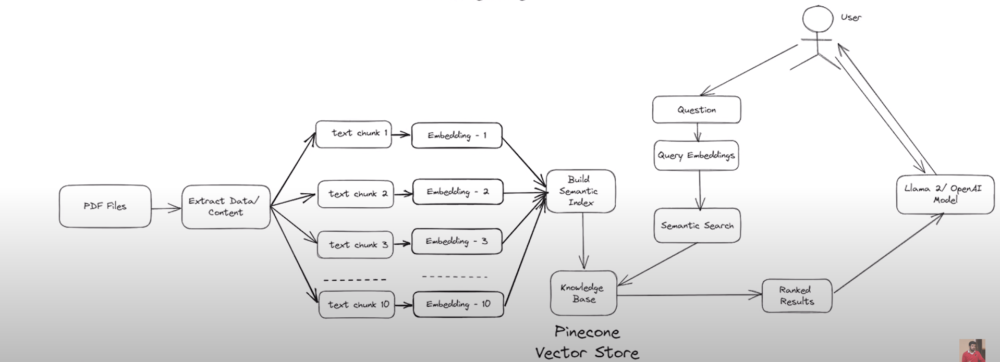 User
Question
Query Embeddings
Semantic Search
PDF Files
Extract Data/
Content
text chunk 1
Embedding - 1
text chunk 2
Embedding - 2
text chunk 3
Embedding - 3
text chunk 10
Embedding - 10
Build
Semantic
Index
Knowledge
Base
Pinecone
Vector Store
Ranked
Results
Llama 2/ OpenAI
Model